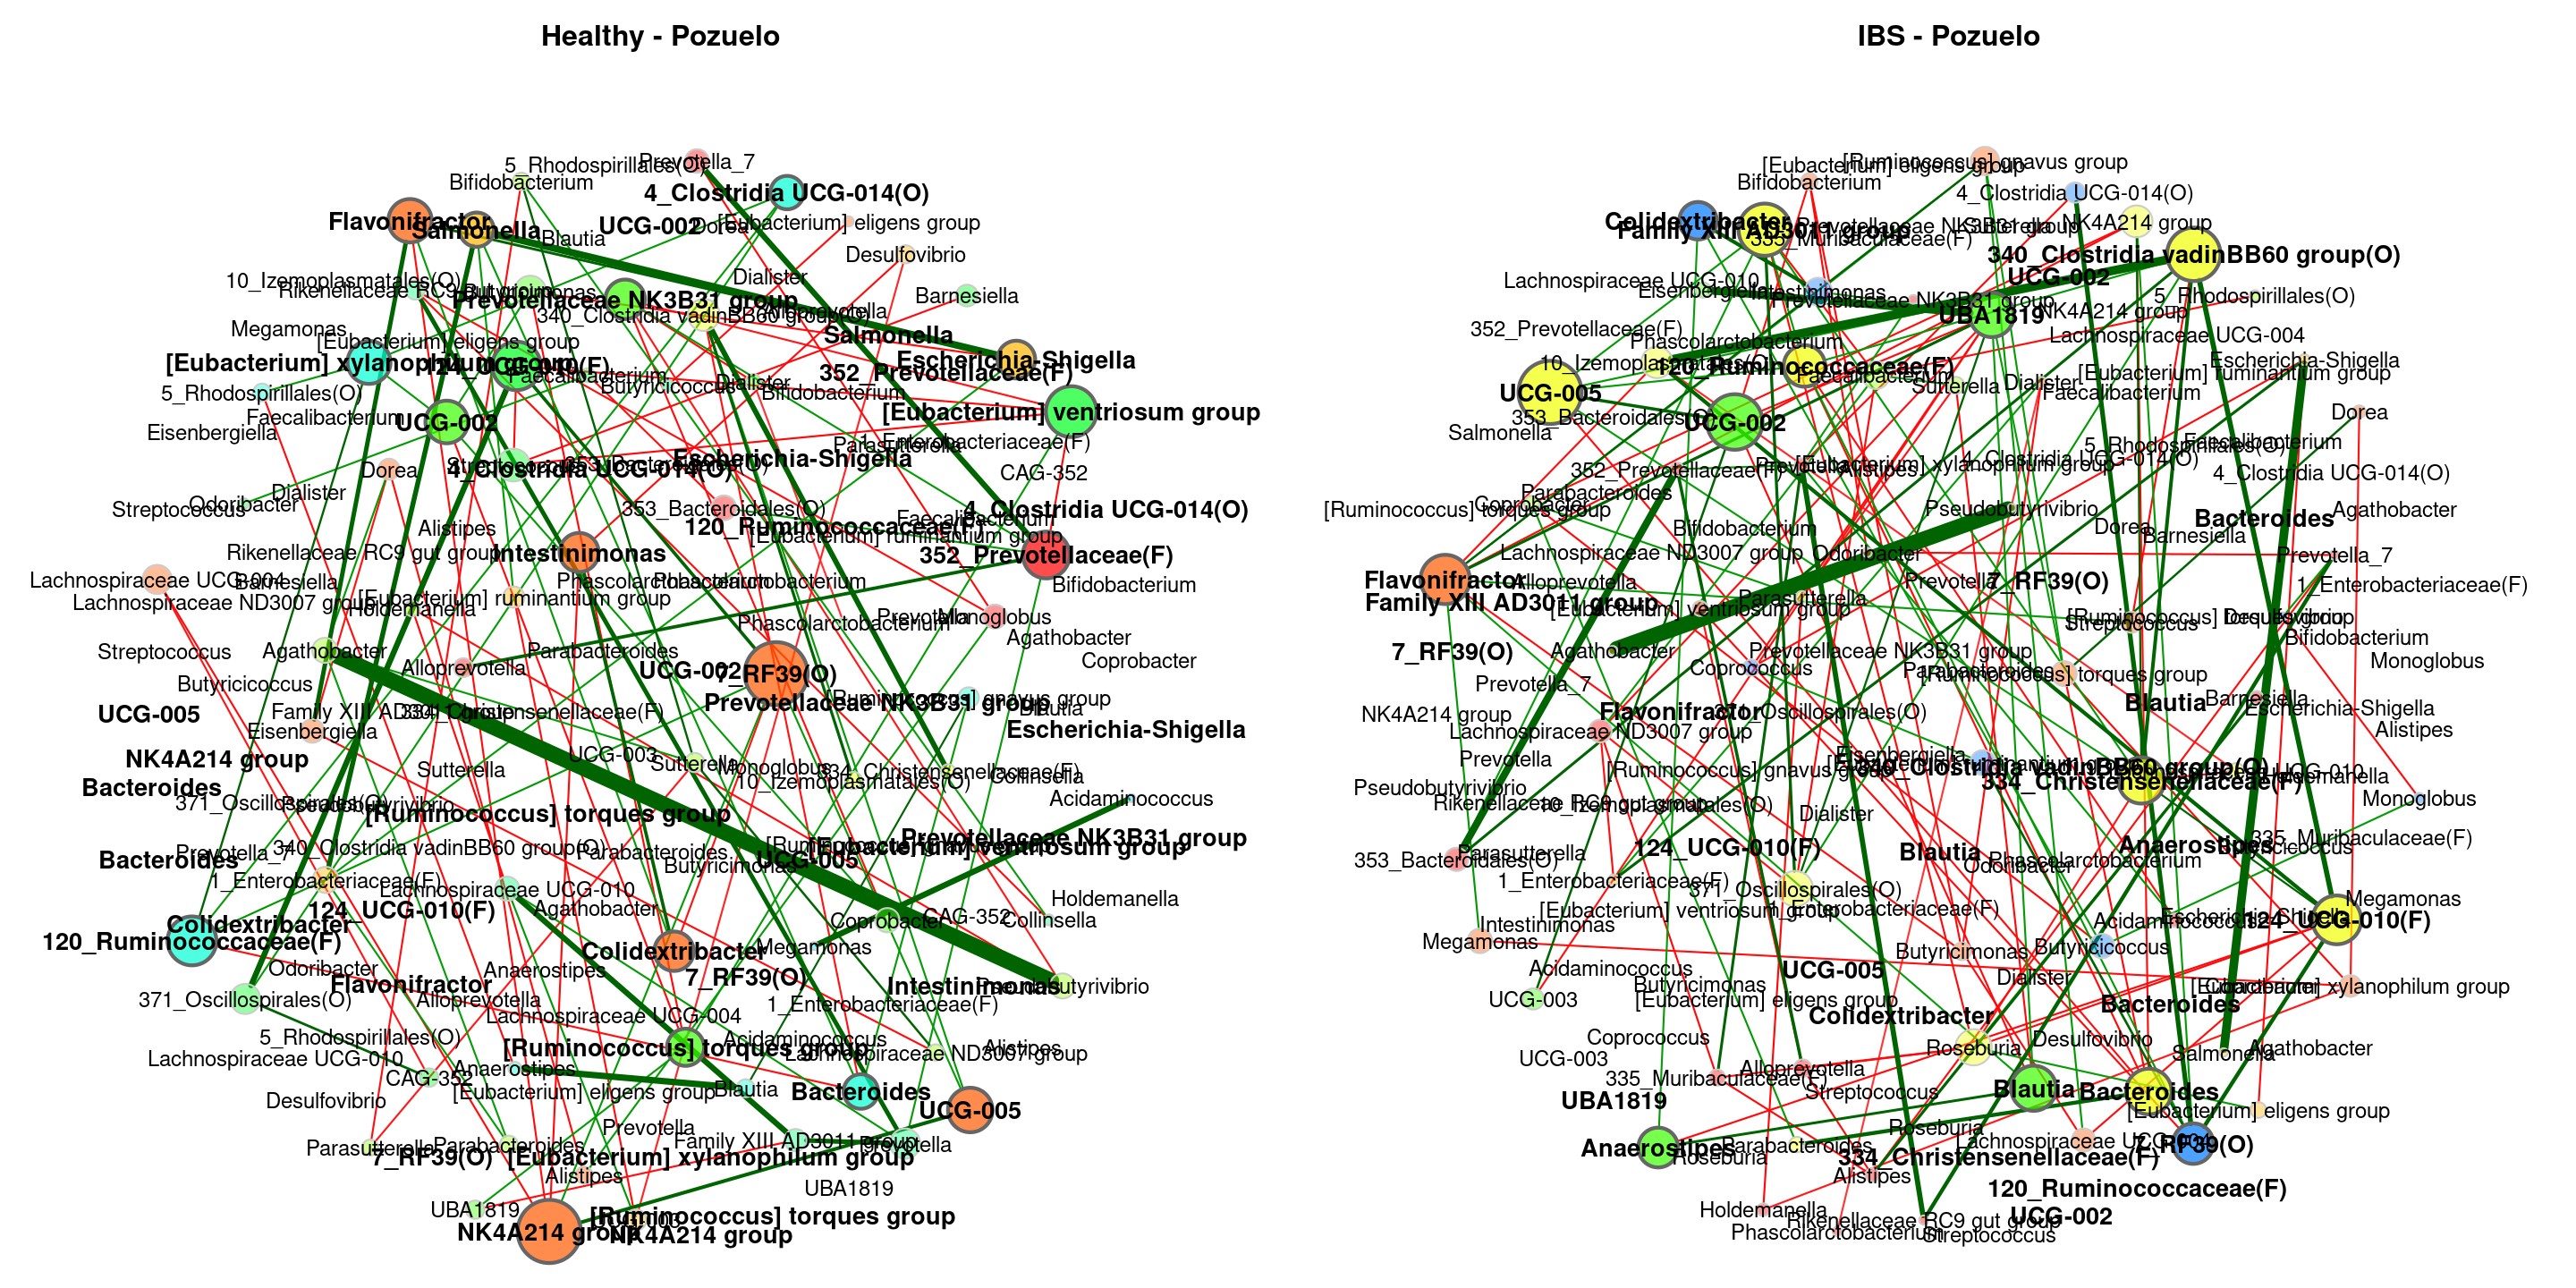 Healthy - Pozuelo
5_Rhodospirillales(O)
Prevotella_7
Bifidobacterium
4_Clostridia UCG-014(O)
Flavonifractor
Salmonella
Blautia
UCG-002
Dorea
[Eubacterium] eligens group
Desulfovibrio
10_Izemoplasmatales(O)
Rikenellaceae RC9 gut group
Butyricimonas
Dialister
Prevotellaceae NK3B31 group
Barnesiella
340_Clostridia vadinBB60 group(O)
Alloprevotella
Megamonas
[Eubacterium] eligens group
Salmonella
[Eubacterium] xylanophilum group
124_UCG-010(F)
Escherichia-Shigella
352_Prevotellaceae(F)
Faecalibacterium
Butyricicoccus
Dialister
Bifidobacterium
5_Rhodospirillales(O)
Faecalibacterium
UCG-002
[Eubacterium] ventriosum group
Eisenbergiella
Parasutterella
1_Enterobacteriaceae(F)
Dorea
Streptococcus
4_Clostridia UCG-014(O)
353_Bacteroidales(O)
Escherichia-Shigella
CAG-352
Dialister
Odoribacter
Streptococcus
353_Bacteroidales(O)
4_Clostridia UCG-014(O)
Alistipes
120_Ruminococcaceae(F)
Faecalibacterium
[Eubacterium] ruminantium group
Rikenellaceae RC9 gut group
Intestinimonas
352_Prevotellaceae(F)
Lachnospiraceae UCG-004
Barnesiella
Phascolarctobacterium
Phascolarctobacterium
Bifidobacterium
Lachnospiraceae ND3007 group
[Eubacterium] ruminantium group
Holdemanella
Phascolarctobacterium
Prevotella
Monoglobus
Agathobacter
Streptococcus
Agathobacter
Parabacteroides
Alloprevotella
UCG-002
7_RF39(O)
Coprobacter
Butyricicoccus
Prevotellaceae NK3B31 group
[Ruminococcus] gnavus group
Blautia
UCG-005
Family XIII AD3011 group
334_Christensenellaceae(F)
Eisenbergiella
Escherichia-Shigella
NK4A214 group
UCG-003
Sutterella
Sutterella
Monoglobus
334_Christensenellaceae(F)
Collinsella
10_Izemoplasmatales(O)
Bacteroides
371_Oscillospirales(O)
Pseudobutyrivibrio
Acidaminococcus
[Ruminococcus] torques group
Prevotellaceae NK3B31 group
[Eubacterium] ventriosum group
Bacteroides
Prevotella_7
340_Clostridia vadinBB60 group(O)
Parabacteroides
UCG-005
Butyricimonas
1_Enterobacteriaceae(F)
Lachnospiraceae UCG-010
Holdemanella
124_UCG-010(F)
Agathobacter
Coprobacter
CAG-352
Collinsella
Colidextribacter
120_Ruminococcaceae(F)
Colidextribacter
Megamonas
Odoribacter
Anaerostipes
7_RF39(O)
Flavonifractor
Intestinimonas
Pseudobutyrivibrio
371_Oscillospirales(O)
Alloprevotella
1_Enterobacteriaceae(F)
Lachnospiraceae UCG-004
5_Rhodospirillales(O)
Acidaminococcus
[Ruminococcus] torques group
Lachnospiraceae ND3007 group
Alistipes
Lachnospiraceae UCG-010
Anaerostipes
CAG-352
[Eubacterium] eligens group
Blautia
Bacteroides
Desulfovibrio
UCG-005
Prevotella
Parasutterella
Parabacteroides
Family XIII AD3011 group
Prevotella
7_RF39(O)
[Eubacterium] xylanophilum group
Alistipes
UBA1819
UBA1819
[Ruminococcus] torques group
UCG-003
NK4A214 group
NK4A214 group
IBS - Pozuelo
[Eubacterium] eligens group
[Ruminococcus] gnavus group
Bifidobacterium
4_Clostridia UCG-014(O)
Colidextribacter
Family XIII AD3011 group
Prevotellaceae NK3B31 group
Sutterella
NK4A214 group
335_Muribaculaceae(F)
340_Clostridia vadinBB60 group(O)
UCG-002
Lachnospiraceae UCG-010
Eisenbergiella
Intestinimonas
Prevotellaceae NK3B31 group
5_Rhodospirillales(O)
UBA1819
NK4A214 group
352_Prevotellaceae(F)
Phascolarctobacterium
Lachnospiraceae UCG-004
10_Izemoplasmatales(O)
120_Ruminococcaceae(F)
Escherichia-Shigella
[Eubacterium] ruminantium group
Faecalibacterium
Sutterella
Dialister
Faecalibacterium
UCG-005
353_Bacteroidales(O)
UCG-002
Dorea
Salmonella
5_Rhodospirillales(O)
Faecalibacterium
4_Clostridia UCG-014(O)
352_Prevotellaceae(F)
Prevotella
[Eubacterium] xylanophilum group
Alistipes
4_Clostridia UCG-014(O)
Parabacteroides
Coprobacter
[Ruminococcus] torques group
Pseudobutyrivibrio
Agathobacter
Bacteroides
Bifidobacterium
Dorea
Barnesiella
Lachnospiraceae ND3007 group
Odoribacter
Prevotella_7
Flavonifractor
Alloprevotella
Prevotella
7_RF39(O)
1_Enterobacteriaceae(F)
Family XIII AD3011 group
[Eubacterium] ventriosum group
Parasutterella
[Ruminococcus] torques group
Desulfovibrio
Streptococcus
Bifidobacterium
7_RF39(O)
Agathobacter
Prevotellaceae NK3B31 group
Coprococcus
Parabacteroides
[Ruminococcus] torques group
Monoglobus
Prevotella_7
Blautia
Barnesiella
Escherichia-Shigella
NK4A214 group
Flavonifractor
371_Oscillospirales(O)
Lachnospiraceae ND3007 group
Alistipes
Prevotella
Eisenbergiella
[Ruminococcus] gnavus group
340_Clostridia vadinBB60 group(O)
334_Christensenellaceae(F)
Holdemanella
Pseudobutyrivibrio
Rikenellaceae RC9 gut group
10_Izemoplasmatales(O)
Monoglobus
Dialister
335_Muribaculaceae(F)
Anaerostipes
Butyricicoccus
124_UCG-010(F)
Blautia
Parasutterella
353_Bacteroidales(O)
Phascolarctobacterium
Odoribacter
1_Enterobacteriaceae(F)
371_Oscillospirales(O)
Megamonas
[Eubacterium] ventriosum group
1_Enterobacteriaceae(F)
Intestinimonas
Acidaminococcus
Escherichia-Shigella
124_UCG-010(F)
Megamonas
Butyricimonas
Butyricicoccus
Acidaminococcus
UCG-005
Butyricimonas
Dialister
UCG-003
[Eubacterium] eligens group
[Eubacterium] xylanophilum group
Bacteroides
Colidextribacter
Coprococcus
Roseburia
Desulfovibrio
Salmonella
Agathobacter
UCG-003
Alloprevotella
335_Muribaculaceae(F)
Streptococcus
Blautia
Bacteroides
UBA1819
[Eubacterium] eligens group
Roseburia
Anaerostipes
Parabacteroides
Lachnospiraceae UCG-004
7_RF39(O)
Roseburia
334_Christensenellaceae(F)
Alistipes
120_Ruminococcaceae(F)
Holdemanella
UCG-002
Rikenellaceae RC9 gut group
Phascolarctobacterium
Streptococcus